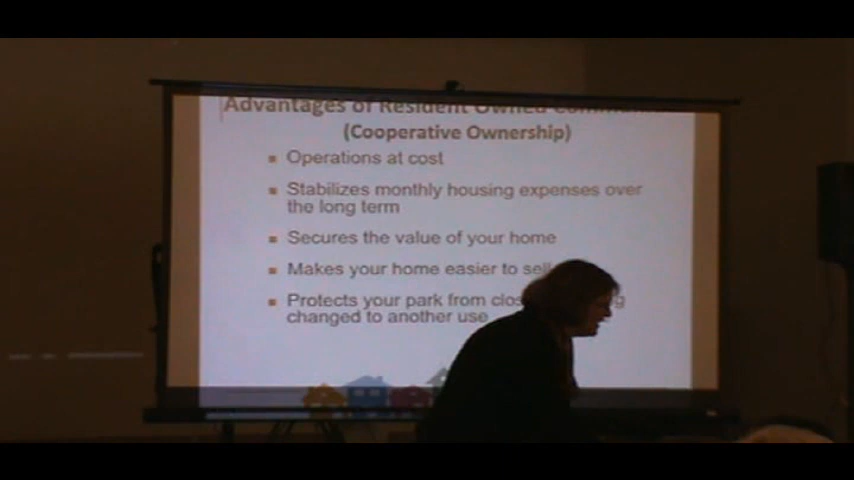 Advantages of Resident Owned
(Cooperative Ownership)
Operations at cost
Stabilizes monthly housing expenses over
the long term
Secures the value of your home
Makes your home easier to sell
Protects your park from
changed to another use